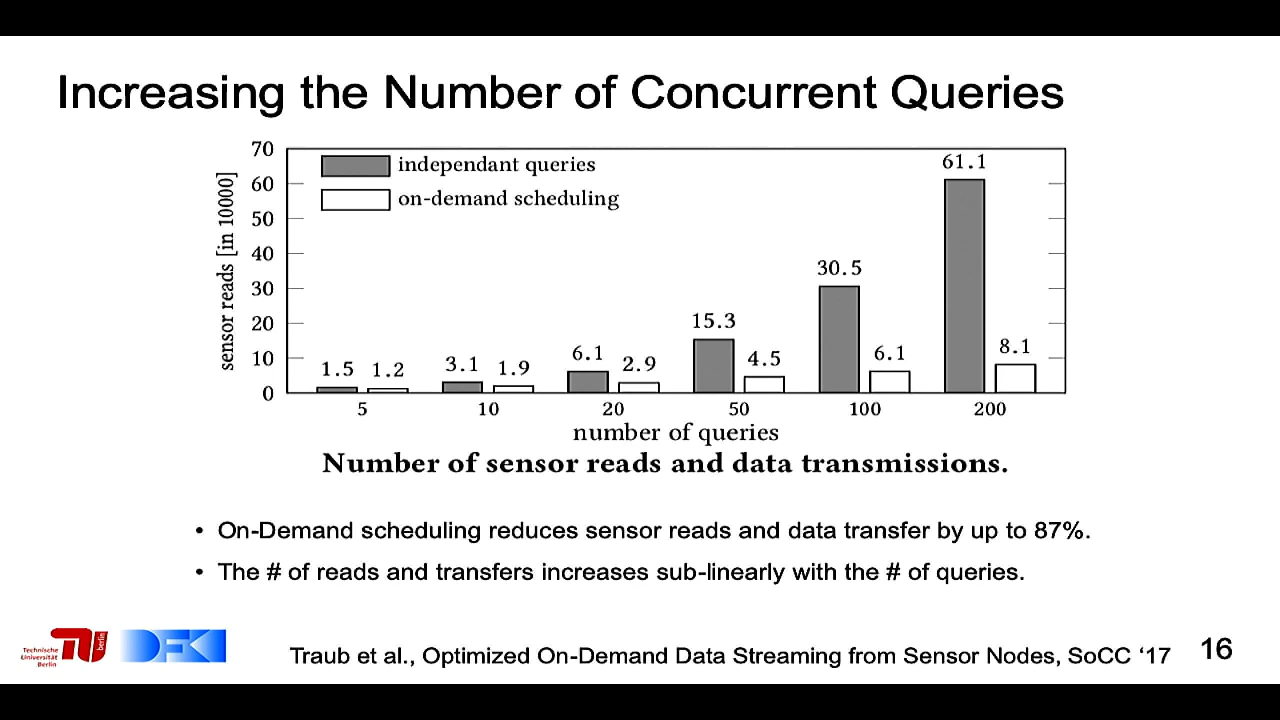 Increasing the Number of Concurrent Queries
70
60
50
40
30
20
10
0
sensor reads [in 10000]
independant queries
on-demand scheduling
1.5 1.2 3.1 1.9 6.1 2.9 15.3 4.5 30.5 6.1 61.1 8.1
5 10 20 50 100 200
number of queries
Number of sensor reads and data transmissions.
• On-Demand scheduling reduces sensor reads and data transfer by up to 87%.
• The # of reads and transfers increases sub-linearly with the # of queries.
Technische
Universität
Berlin
TU
berlin
DFKI
Traub et al., Optimized On-Demand Data Streaming from Sensor Nodes, SoCC ‘17
16